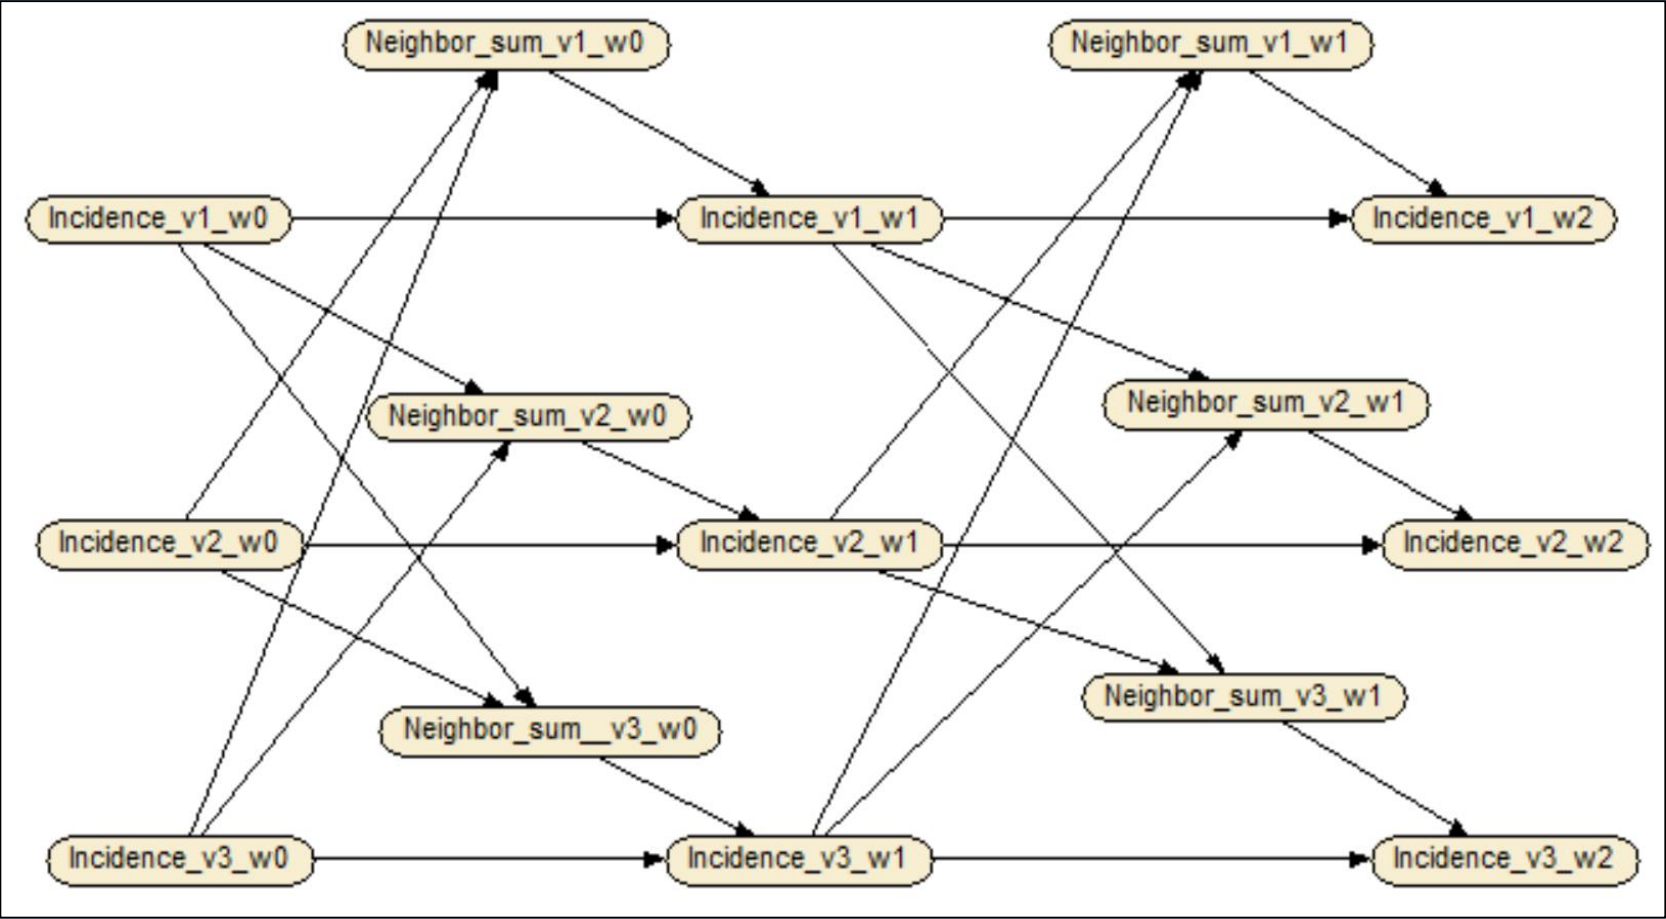 Neighbor_sum_v1_w0
Neighbor_sum_v1_w1
Incidence_v1_w0
Incidence_v1_w1
Incidence_v1_w2
Neighbor_sum_v2_w0
Neighbor_sum_v2_w1
Incidence_v2_w0
Incidence_v2_w1
Incidence_v2_w2
Neighbor_sum__v3_w0
Neighbor_sum_v3_w1
Incidence_v3_w0
Incidence_v3_w1
Incidence_v3_w2